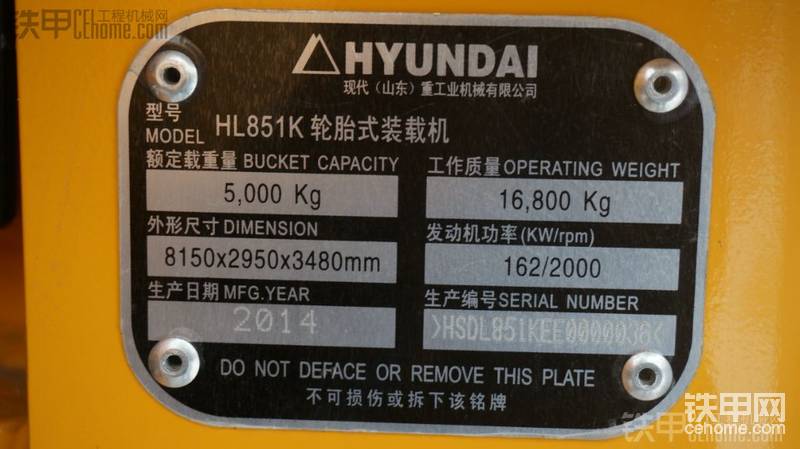 铁甲 工程机械网
CEhome.com
HYUNDAI
现代（山东）重工业机械有限公司
型号
MODEL HL851K 轮胎式装载机
额定载重量 BUCKET CAPACITY
工作质量 OPERATING WEIGHT
5,000 Kg
16,800 Kg
外形尺寸 DIMENSION
发动机功率(KW/rpm)
8150x2950x3480mm
162/2000
生产日期 MFG.YEAR
生产编号 SERIAL NUMBER
2014
>HSDL851KEE0000036<
DO NOT DEFACE OR REMOVE THIS PLATE
不可损伤或拆下该铭牌
铁甲网
cehome.com